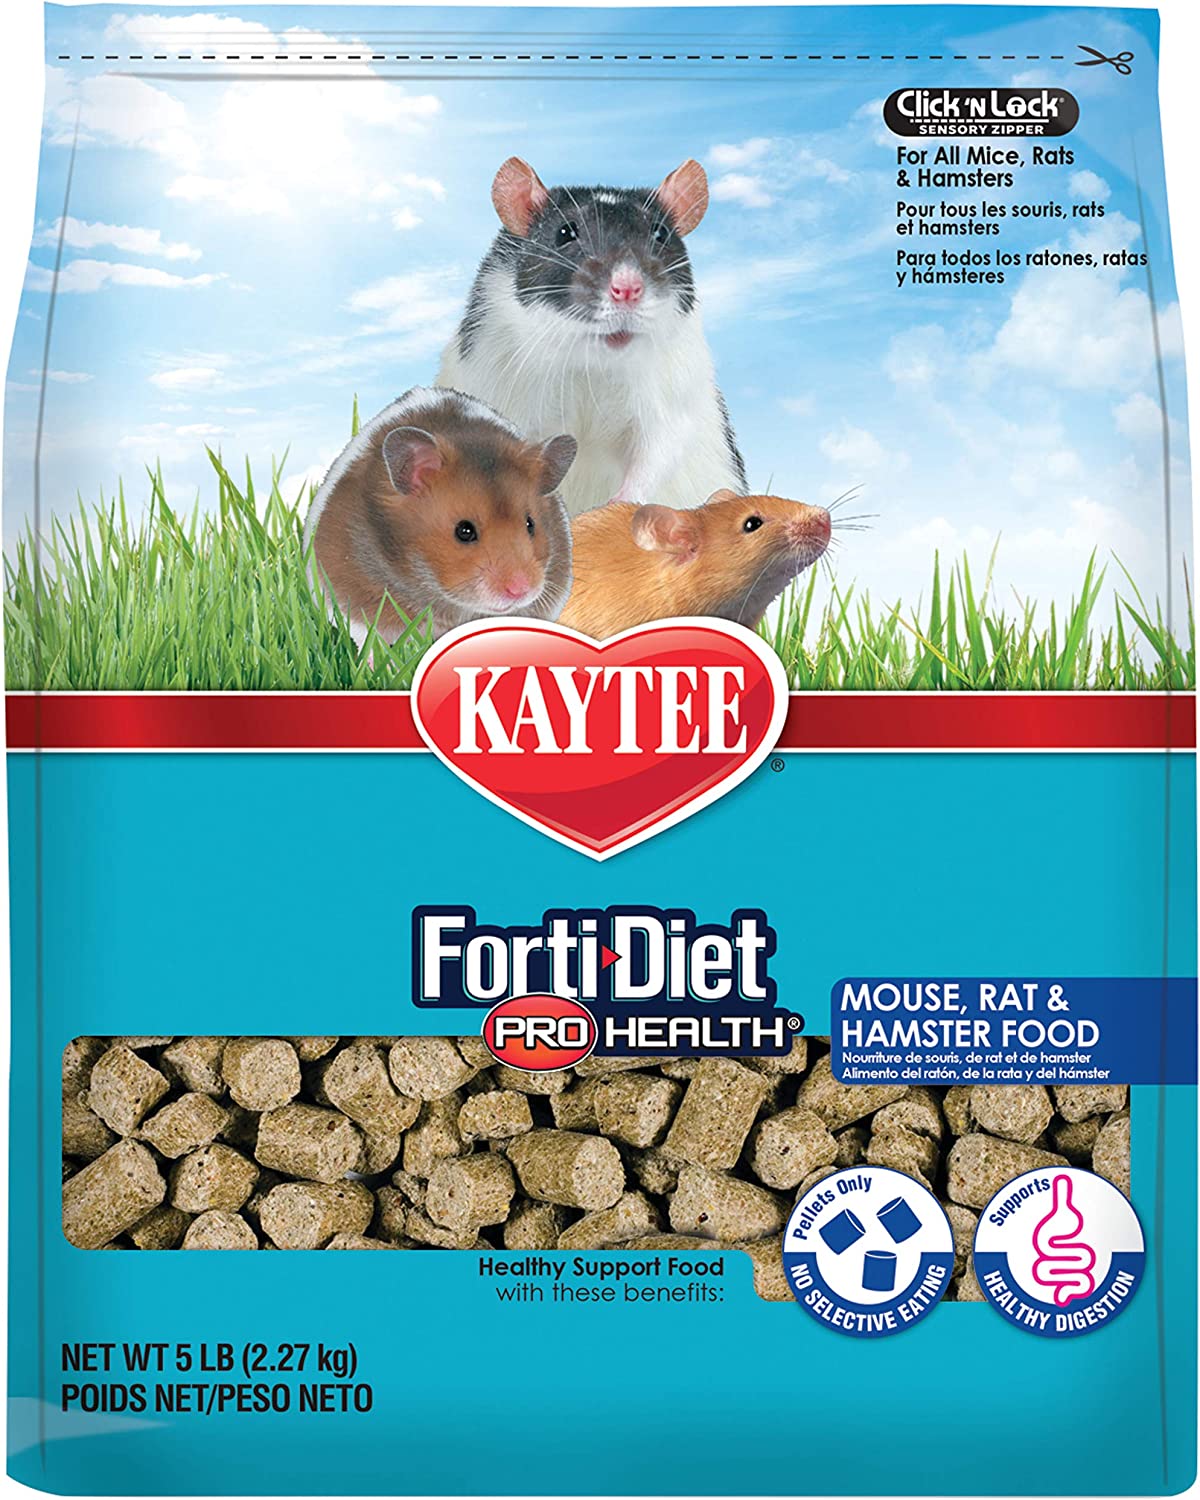 Click 'N Lock®
SENSORY ZIPPER
For All Mice, Rats
& Hamsters
Pour tous les souris, rats
et hamsters
Para todos los ratones, ratas
y hámsteres
KAYTEE®
Forti Diet
PRO HEALTH®
MOUSE, RAT &
HAMSTER FOOD
Nourriture de souris, de rat et de hamster
Alimento del ratón, de la rata y del hámster
Pellets Only
NO SELECTIVE EATING
Supports
HEALTHY DIGESTION
Healthy Support Food
with these benefits:
NET WT 5 LB (2.27 kg)
POIDS NET/PESO NETO